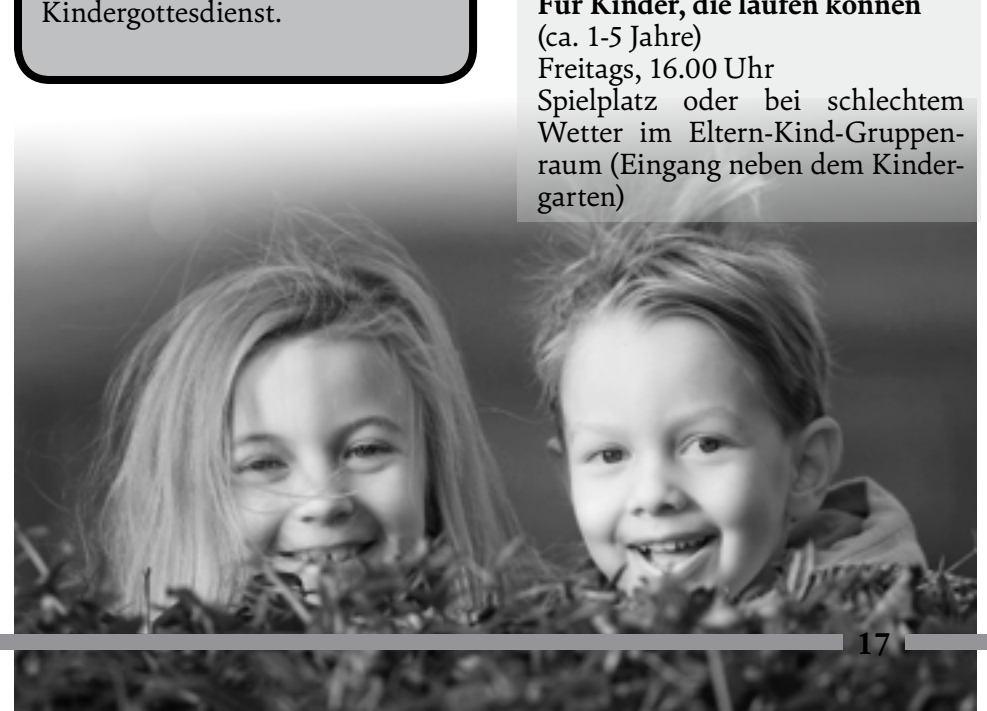 Kindergottesdienst.
Für Kinder, die laufen können
(ca. 1-5 Jahre)
Freitags, 16.00 Uhr
Spielplatz oder bei schlechtem
Wetter im Eltern-Kind-Gruppen-
raum (Eingang neben dem Kinder-
garten)
17